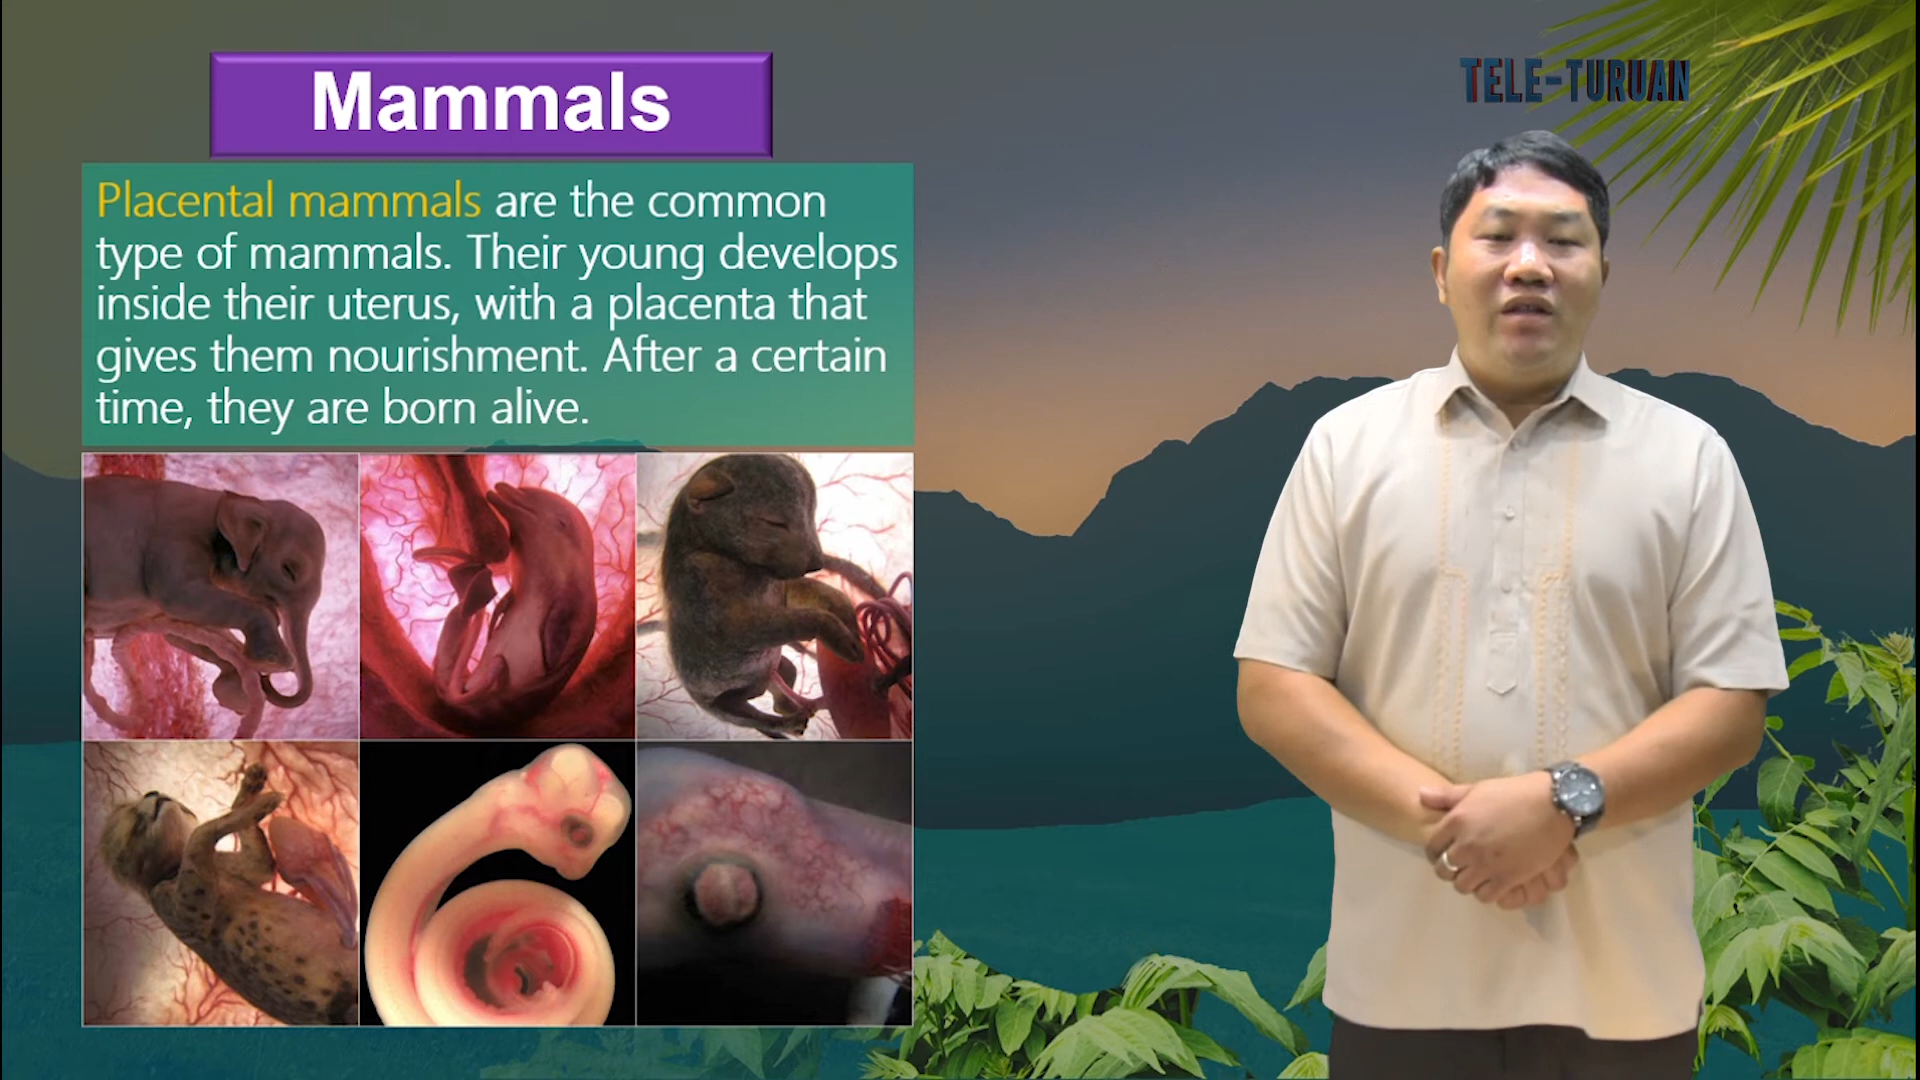 Mammals
TELE-TURUAN
Placental mammals are the common
type of mammals. Their young develops
inside their uterus, with a placenta that
gives them nourishment. After a certain
time, they are born alive.